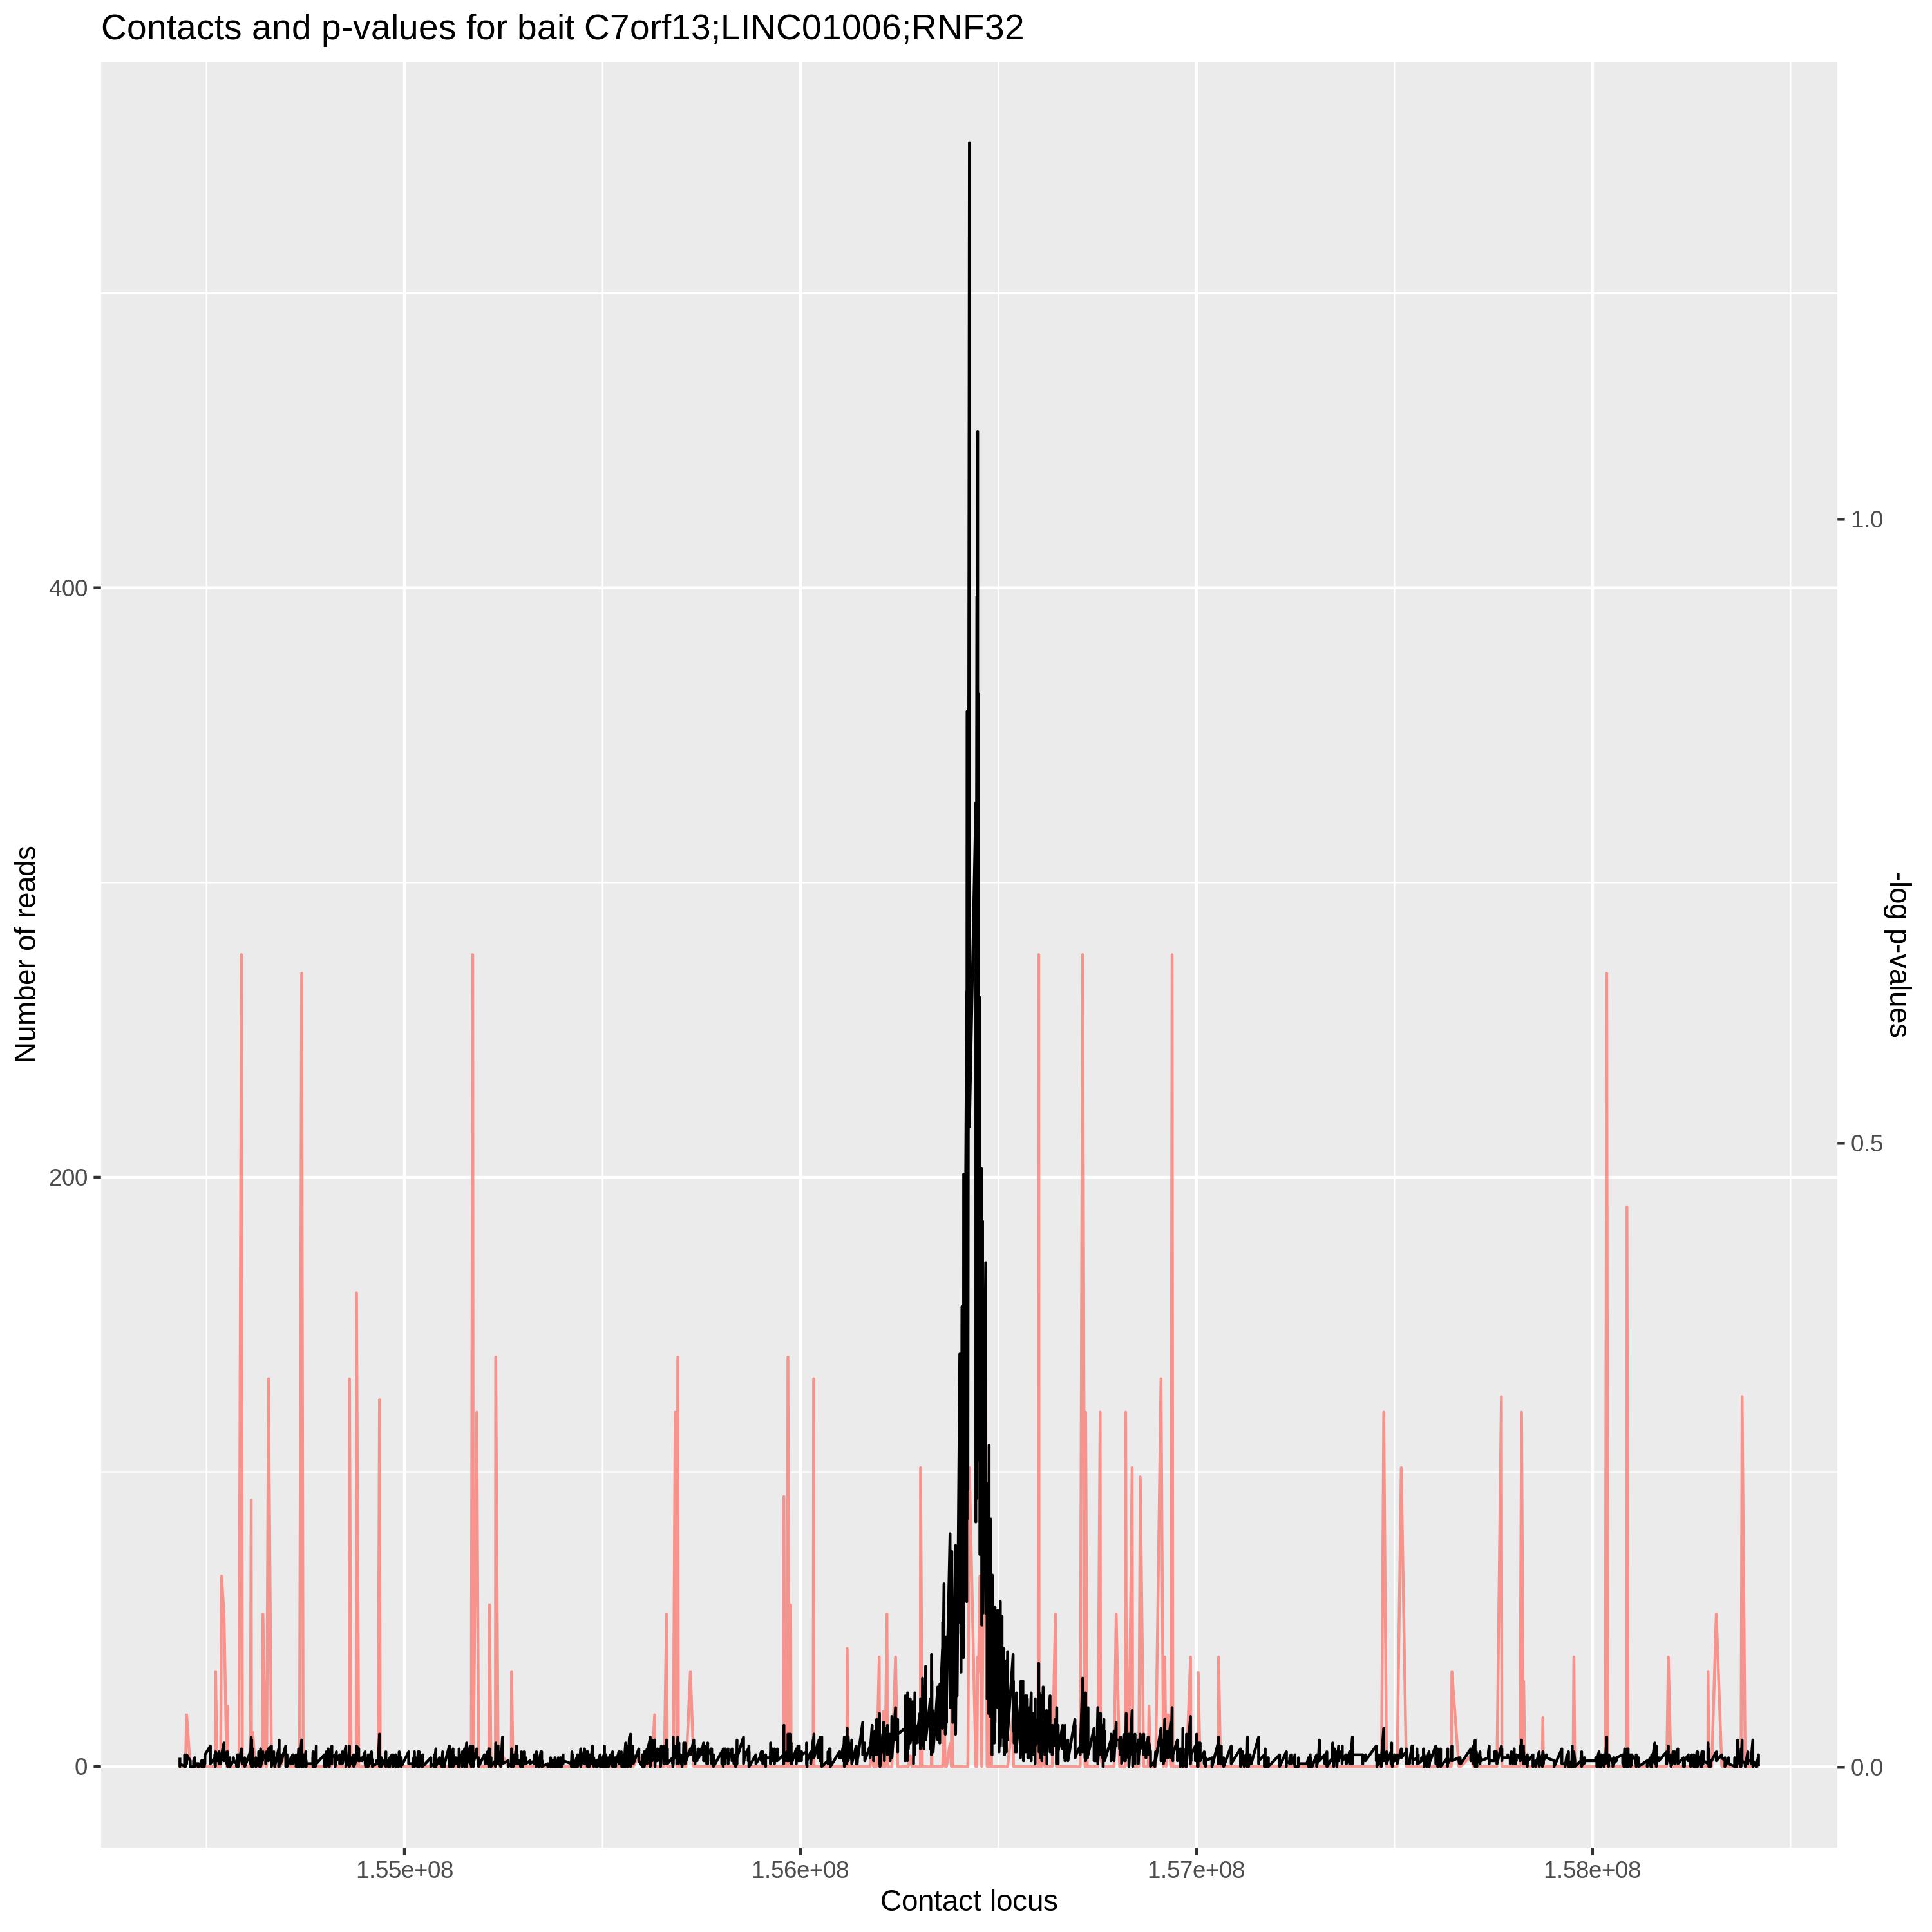 Contacts and p-values for bait C7orf13;LINC01006;RNF32
Number of reads
400
200
0
1.0
0.5
0.0
-log p-values
1.55e+08
1.56e+08
1.57e+08
1.58e+08
Contact locus